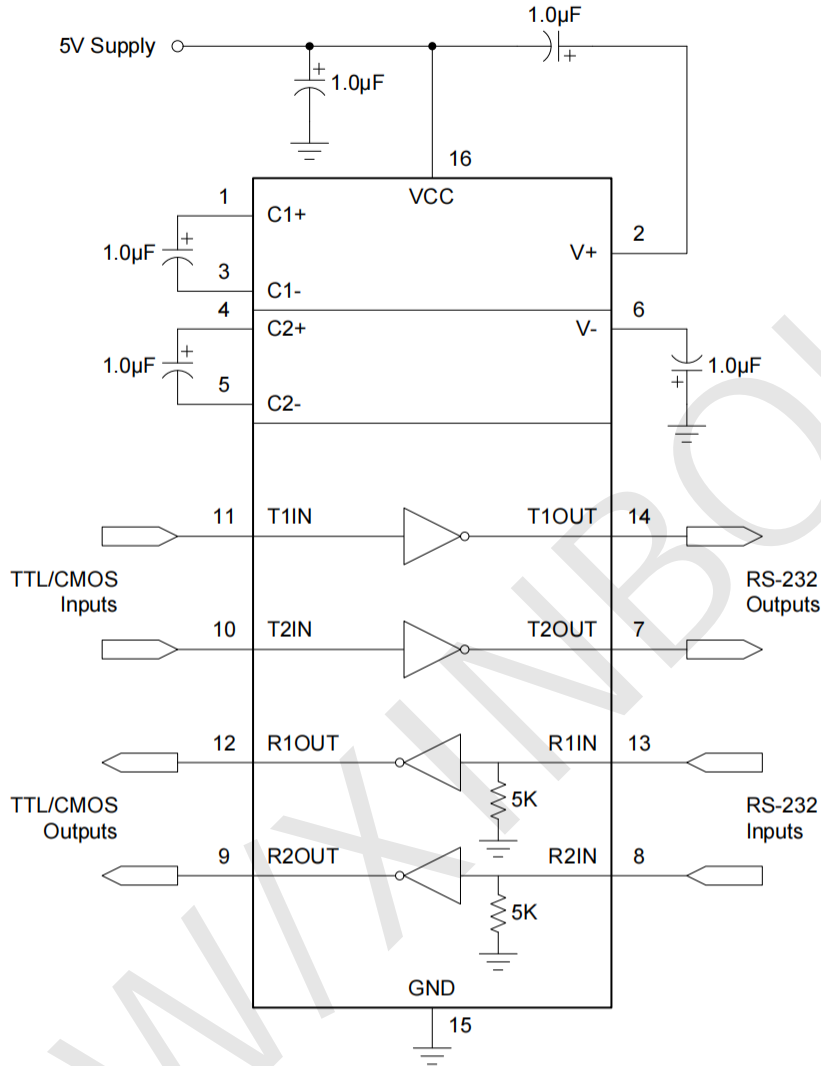 1.0µF
5V Supply
+
+
1.0µF
16
VCC
1
C1+
2
V+
+
1.0µF
3
C1-
4
C2+
6
V-
+
1.0µF
5
C2-
+
1.0µF
11
T1IN
T1OUT
14
TTL/CMOS
Inputs
RS-232
Outputs
10
T2IN
T2OUT
7
12
R1OUT
R1IN
13
5K
TTL/CMOS
Outputs
RS-232
Inputs
9
R2OUT
R2IN
8
5K
GND
15